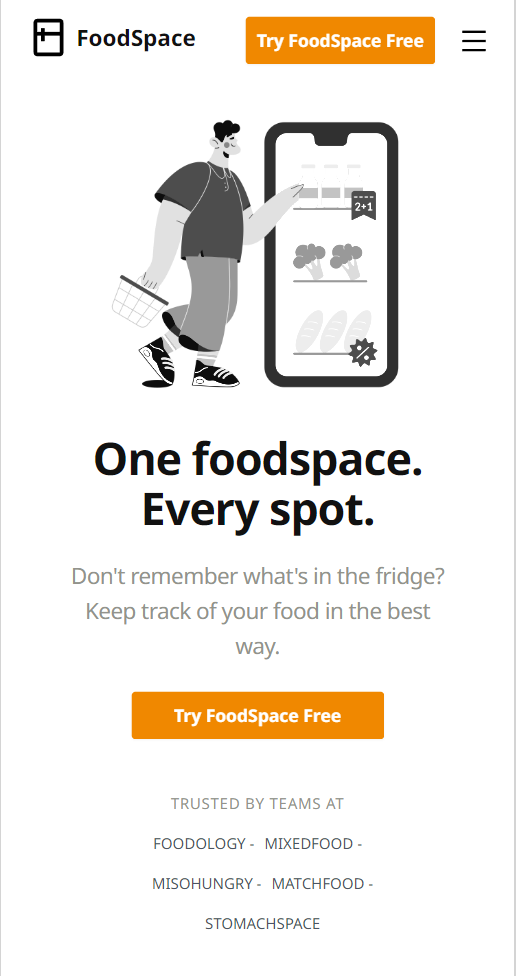 FoodSpace
Try FoodSpace Free
2+1
%
One foodspace.
Every spot.
Don't remember what's in the fridge?
Keep track of your food in the best
way.
Try FoodSpace Free
TRUSTED BY TEAMS AT
FOODOLOGY - MIXEDFOOD -
MISOHUNGRY - MATCHFOOD -
STOMACHSPACE